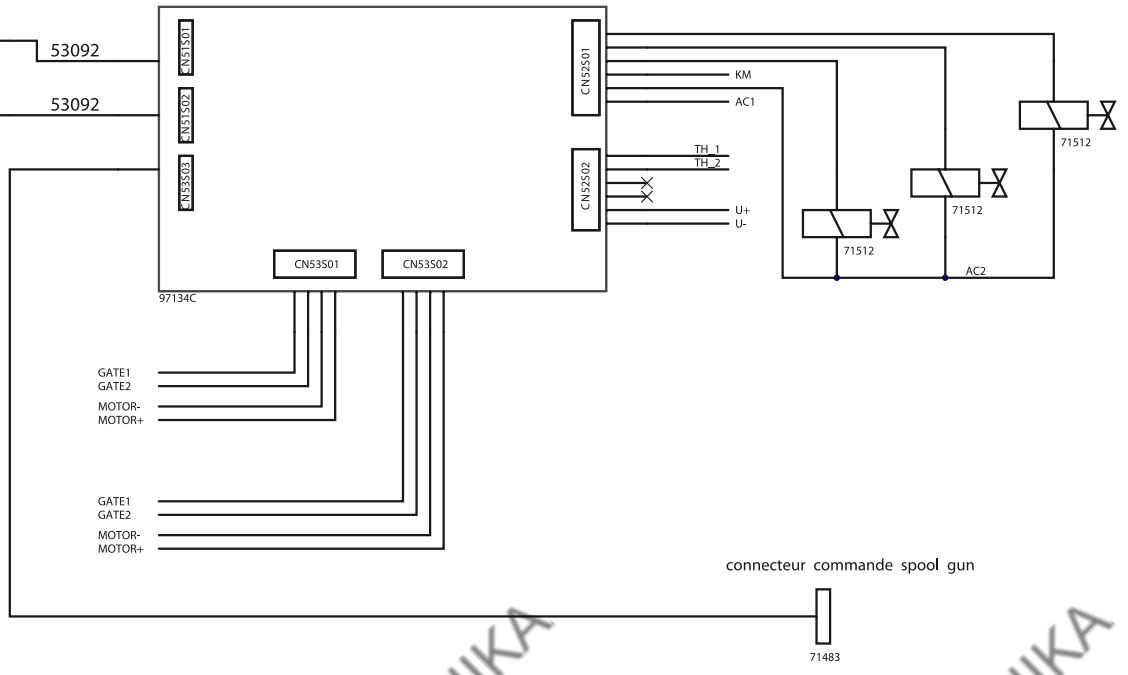 53092
CN51S01
CN52S01
KM
53092
CN51S02
AC1
71512
TH_1
TH_2
CN53S03
CN52S02
71512
U+
U-
71512
CN53S01
CN53S02
AC2
97134C
GATE1
GATE2
MOTOR-
MOTOR+
GATE1
GATE2
MOTOR-
MOTOR+
connecteur commande spool gun
71483